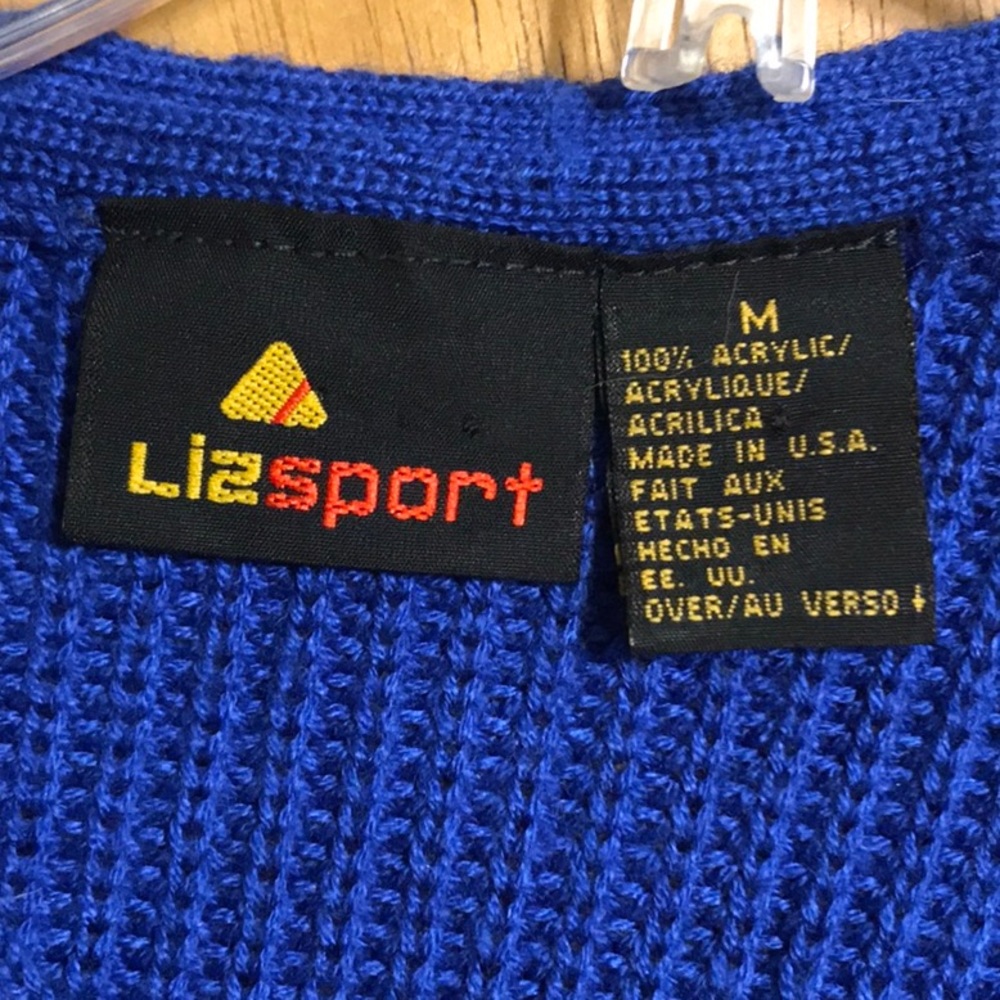 Lizsport
M
100% ACRYLIC/
ACRYLIQUE/
ACRILICA
MADE IN U.S.A.
FAIT AUX
ETATS-UNIS
HECHO EN
EE. UU.
OVER/AU VERSO ↓